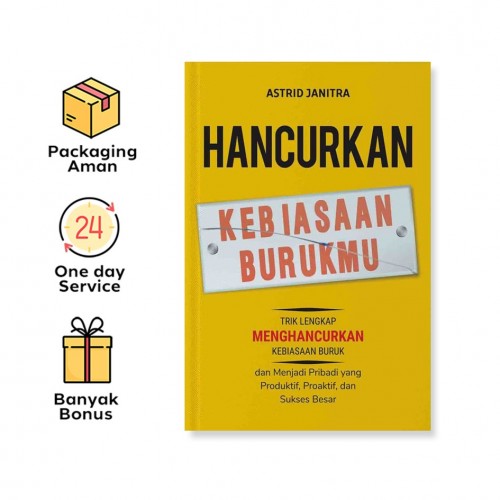 Packaging
Aman
24
One day
Service
Banyak
Bonus
ASTRID JANITRA
HANCURKAN
KEBIASAAN
BURUKMU
TRIK LENGKAP
MENGHANCURKAN
KEBIASAAN BURUK
dan Menjadi Pribadi yang
Produktif, Proaktif, dan
Sukses Besar